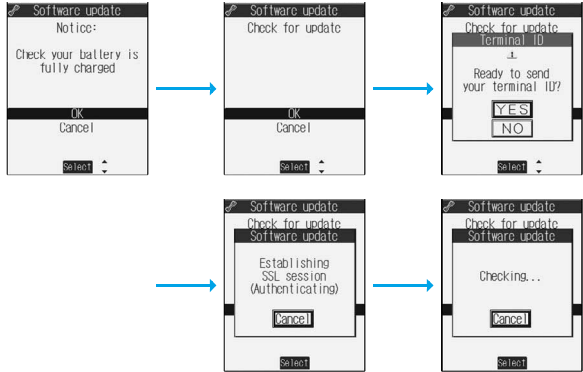 Software update
Notice:
Check your battery is
fully charged
OK
Cancel
Select
Software update
Check for update
OK
Cancel
Select
Software update
Check for update
Terminal ID
Ready to send
your terminal ID?
YES
NO
Select
Software update
Check for update
Software update
Establishing
SSL session
(Authenticating)
Cancel
Select
Software update
Check for update
Software update
Checking...
Cancel
Select